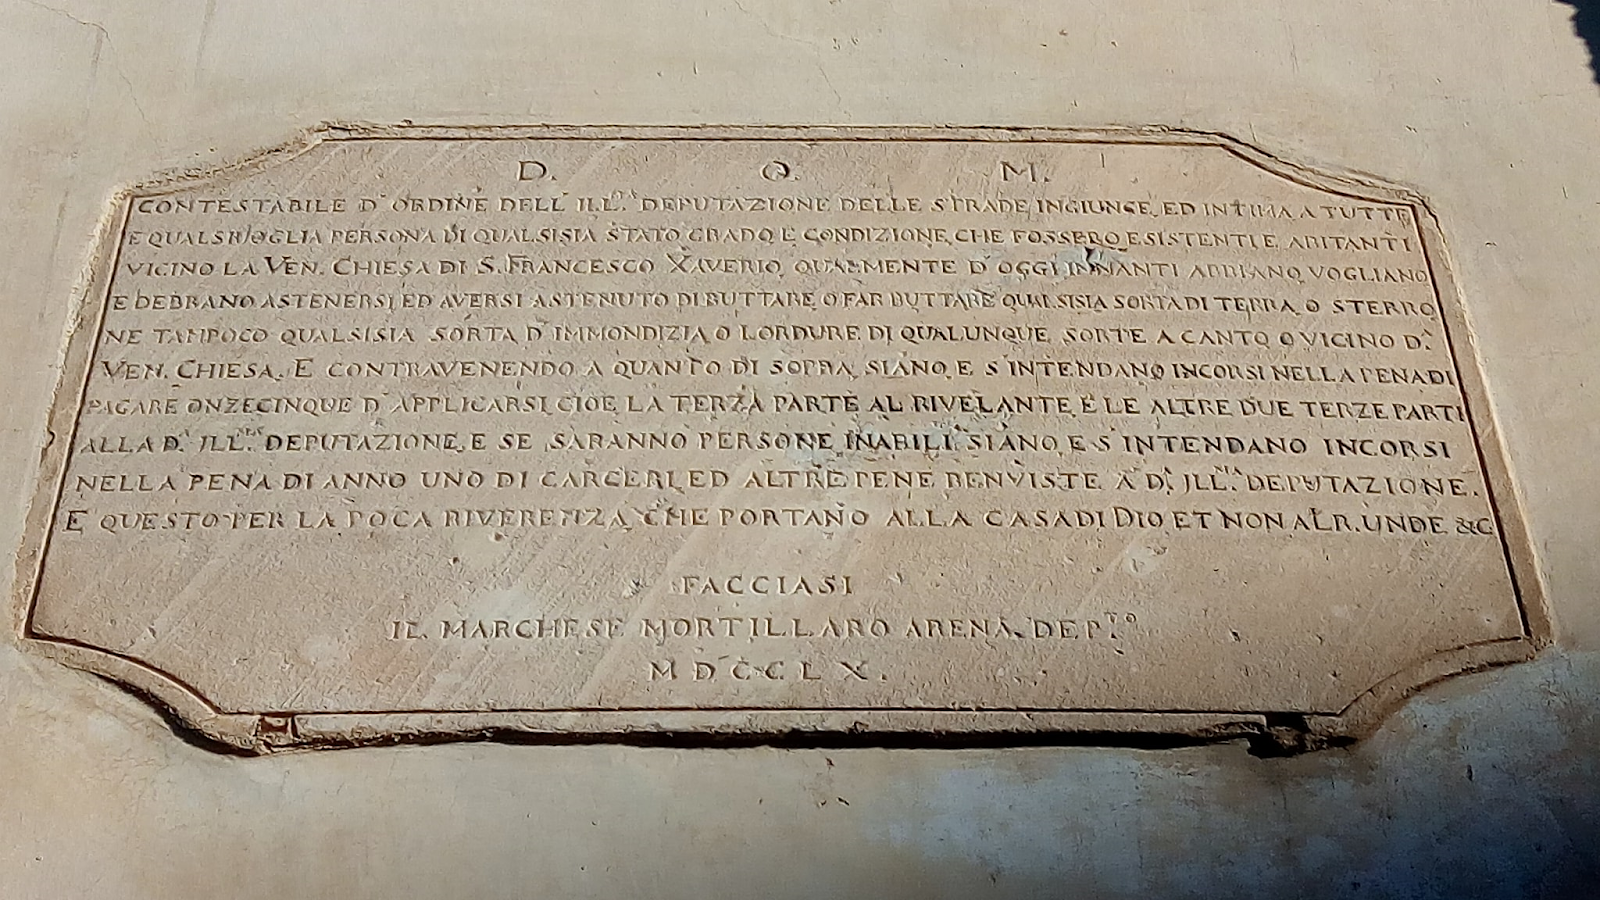 D. O. M.
CONTESTABILE D' ORDINE DELL' ILL.MA DEPUTAZIONE DELLE STRADE INGIUNGE, ED INTIMA A TUTTE
E QUALSIVOGLIA PERSONA DI QUALSISIA STATO GRADO, E CONDIZIONE, CHE FOSSERO ESISTENTI E ABITANTI
VICINO LA VEN. CHIESA DI S. FRANCESCO XAVERIO, QUALMENTE D' OGGI INNANTI ABBIANO, VOGLIANO
E DEBBANO ASTENERSI, ED AVERSI ASTENUTO DI BUTTARE, O FAR BUTTARE QUALSISIA SORTA DI TERRA, O STERRO
NE TAMPOCO QUALSISIA SORTA D' IMMONDIZIA, O LORDURE DI QUALUNQUE SORTE A CANTO, O VICINO D.A
VEN. CHIESA. E CONTRAVENENDO A QUANTO DI SOPRA SIANO, E S' INTENDANO INCORSI NELLA PENA DI
PAGARE ONZE CINQUE D' APPLICARSI, CIOE LA TERZA PARTE AL RIVELANTE, E LE ALTRE DUE TERZE PARTI
ALLA D.A ILL.MA DEPUTAZIONE, E SE SARANNO PERSONE INABILI SIANO, E S' INTENDANO INCORSI
NELLA PENA DI ANNO UNO DI CARCERI, ED ALTRE PENE BENVISTE A D.A ILL.MA DEPUTAZIONE.
E QUESTO PER LA POCA RIVERENZA, CHE PORTANO ALLA CASA DI DIO ET NON ALR. UNDE &C
FACCIASI
IL MARCHESE MORTILLARO ARENA DEP.TO
MDCCLX.